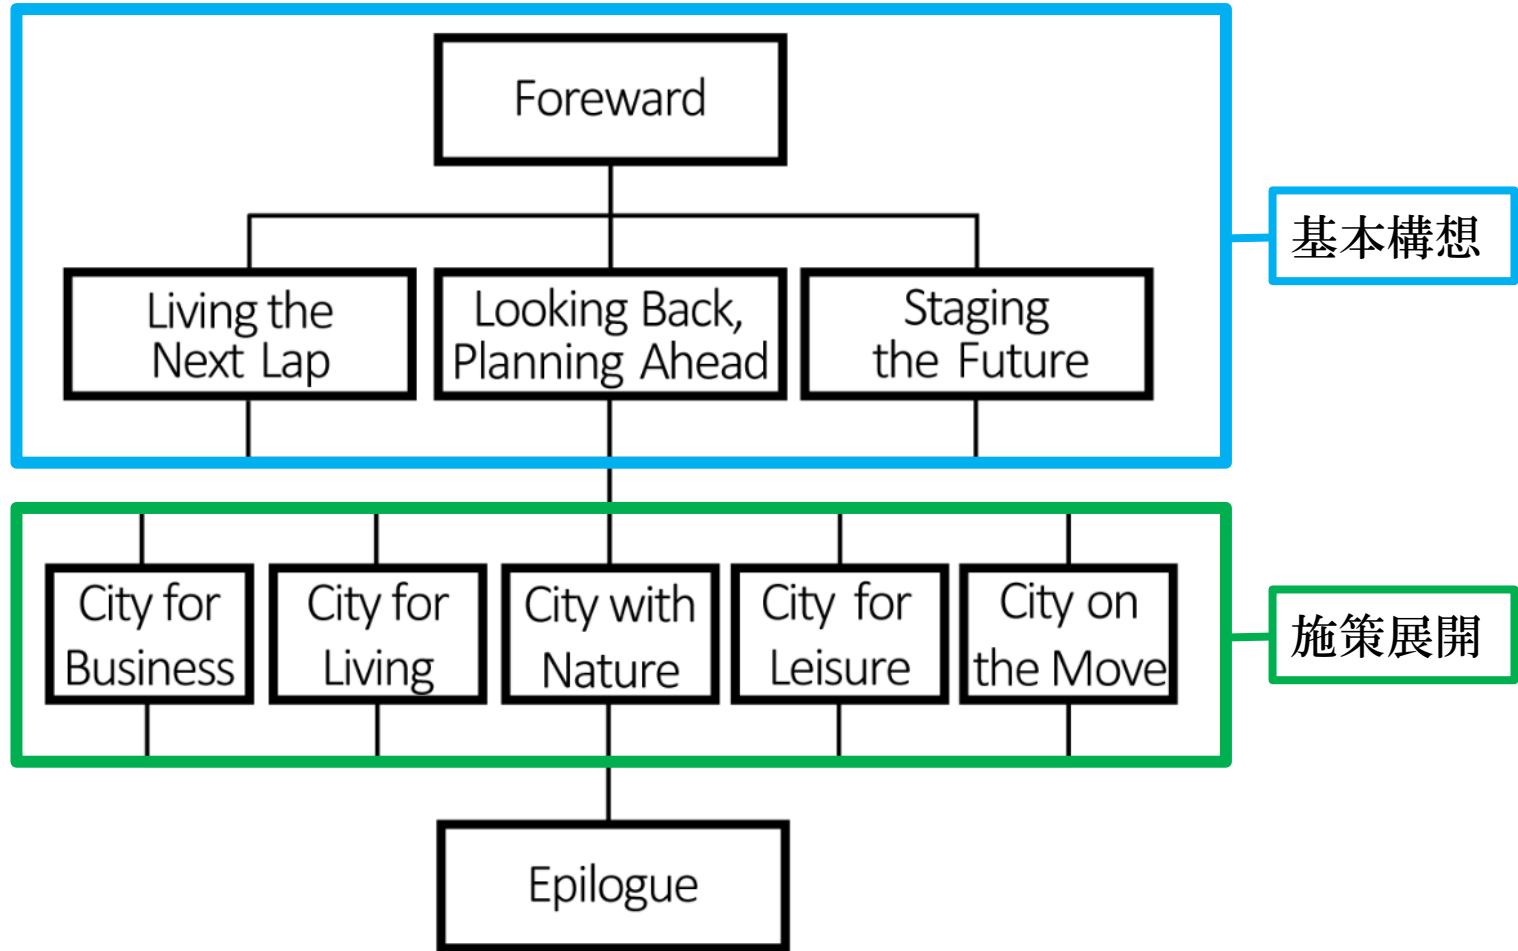 Foreward
Living the
Next Lap
Looking Back,
Planning Ahead
Staging
the Future
基本構想
City for
Business
City for
Living
City with
Nature
City for
Leisure
City on
the Move
施策展開
Epilogue